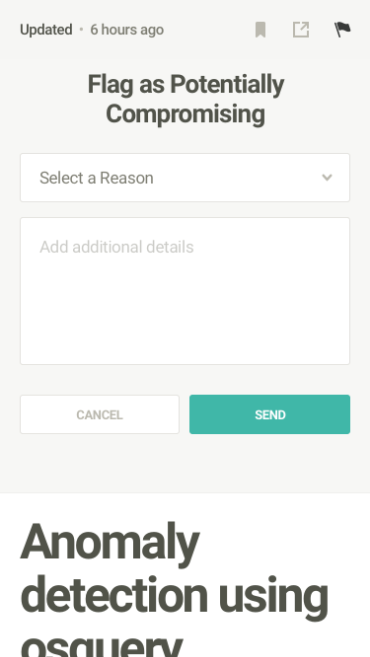 Updated • 6 hours ago
Flag as Potentially
Compromising
Select a Reason
Add additional details
CANCEL SEND
Anomaly
detection using
osquery